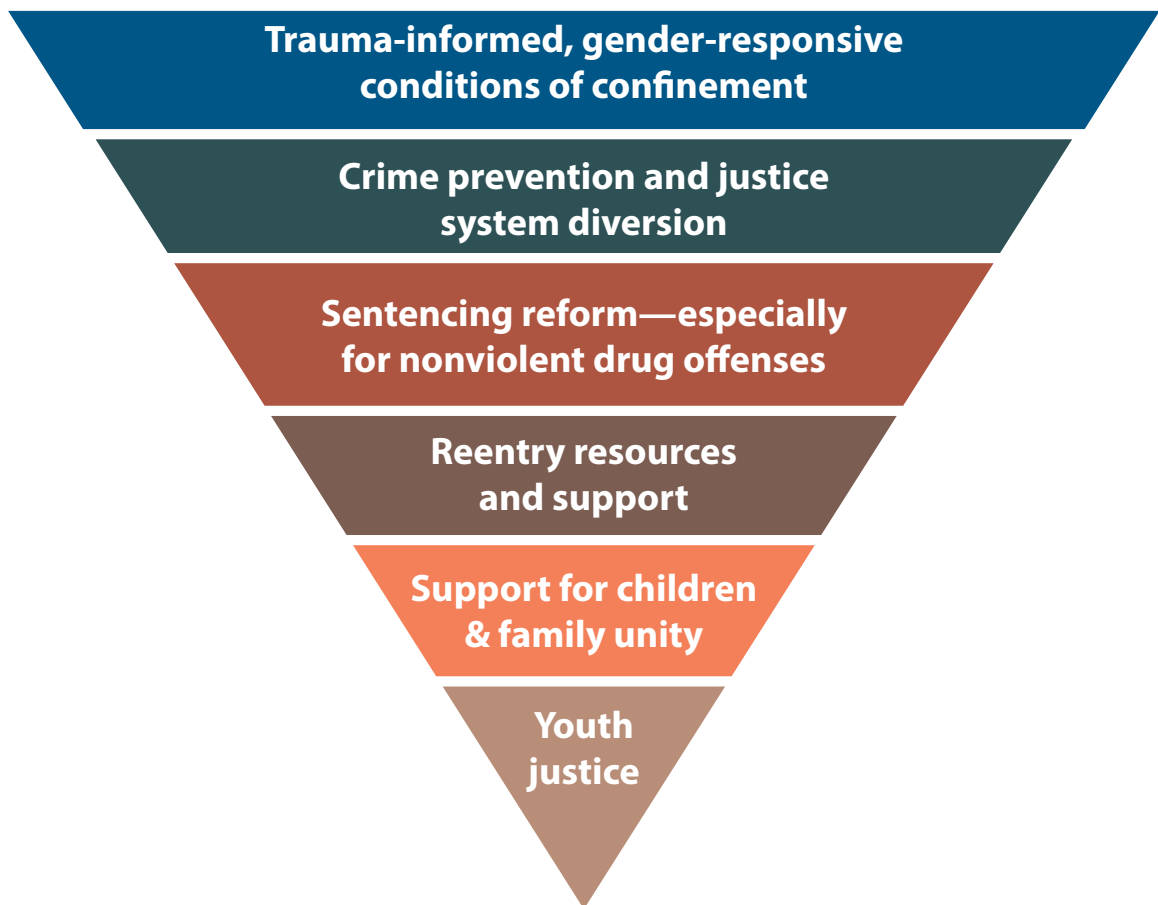 Trauma-informed, gender-responsive
conditions of confinement
Crime prevention and justice
system diversion
Sentencing reform—especially
for nonviolent drug offenses
Reentry resources
and support
Support for children
& family unity
Youth
justice